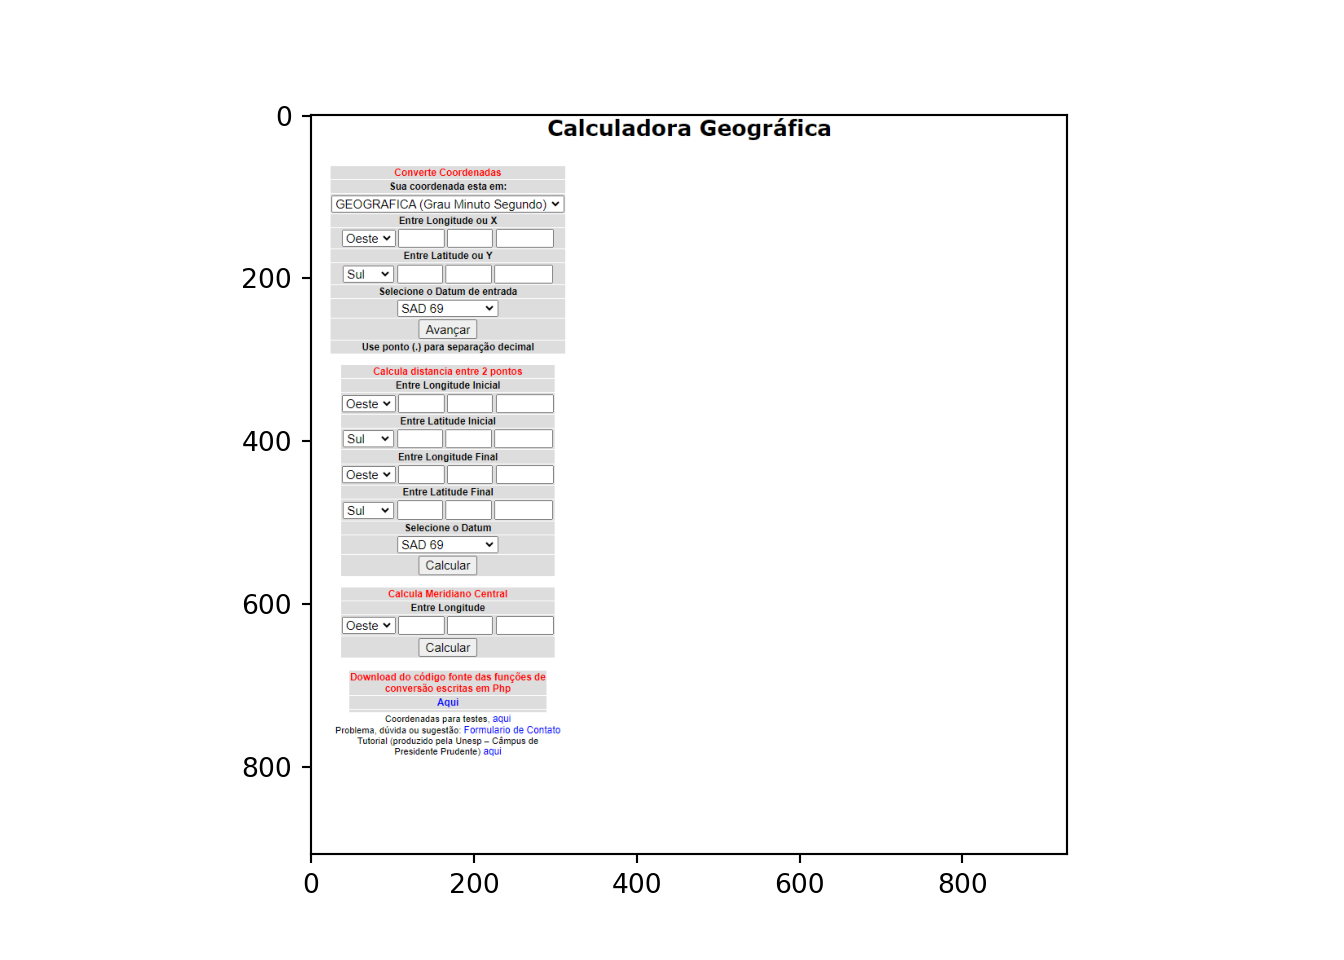 Calculadora Geográfica
Converte Coordenadas
Sua coordenada esta em:
GEOGRAFICA (Grau Minuto Segundo)
Entre Longitude ou X
Oeste
Entre Latitude ou Y
Sul
Selecione o Datum de entrada
SAD 69
Avançar
Use ponto (.) para separação decimal
Calcula distancia entre 2 pontos
Entre Longitude Inicial
Oeste
Entre Latitude Inicial
Sul
Entre Longitude Final
Oeste
Entre Latitude Final
Sul
Selecione o Datum
SAD 69
Calcular
Calcula Meridiano Central
Entre Longitude
Oeste
Calcular
Download do código fonte das funções de
conversão escritas em Php
Aqui
Coordenadas para testes, aqui
Problema, dúvida ou sugestão: Formulario de Contato
Tutorial (produzido pela Unesp – Câmpus de
Presidente Prudente) aqui
0
200
400
600
800
0
200
400
600
800